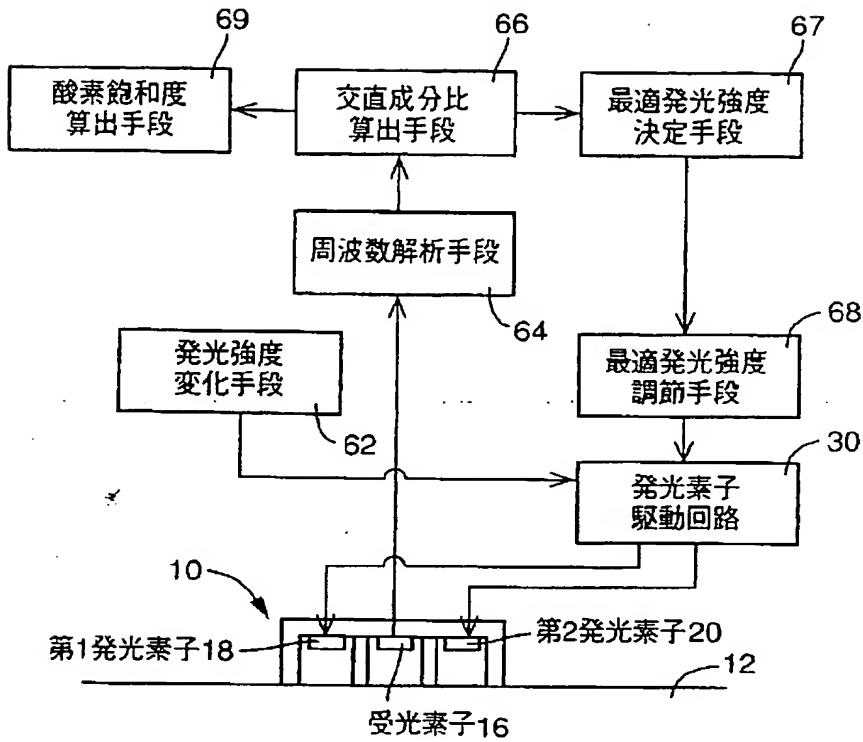 69
66
67
酸素飽和度
算出手段
交直成分比
算出手段
最適発光強度
決定手段
周波数解析手段
64
68
発光強度
変化手段
62
最適発光強度
調節手段
30
発光素子
駆動回路
10
第1発光素子18
第2発光素子20
12
受光素子16